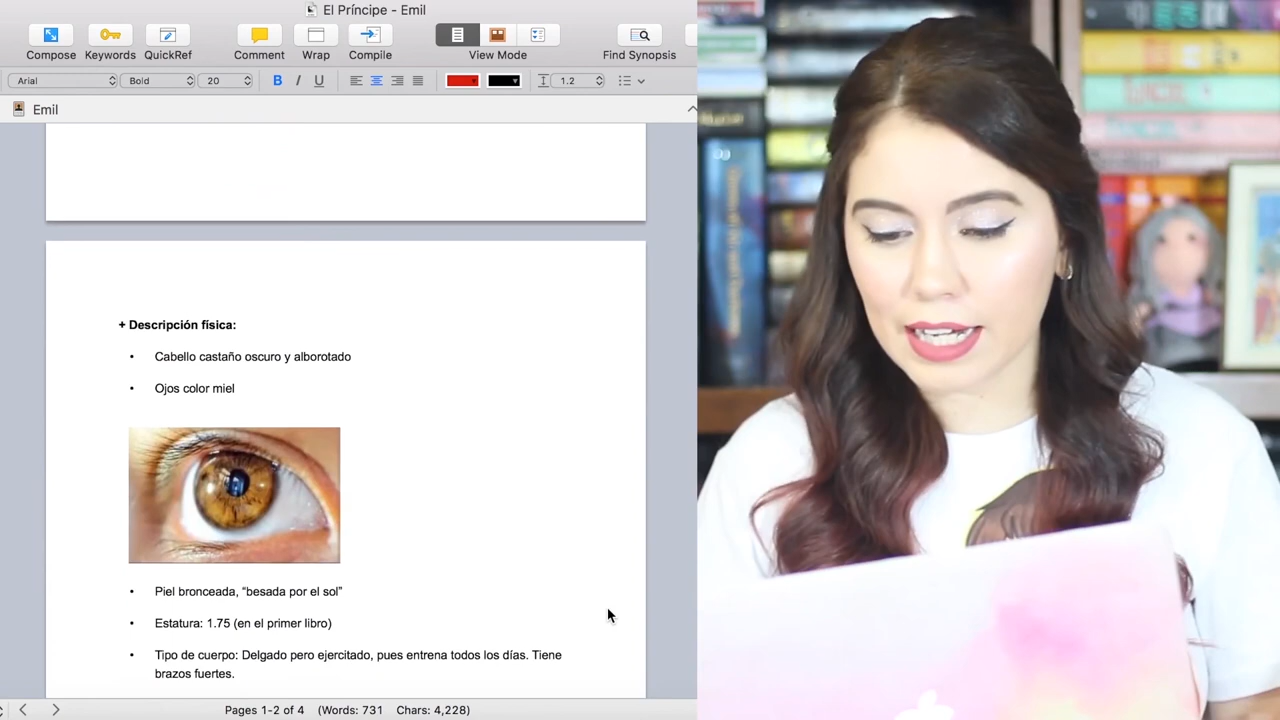 El Príncipe - Emil
Compose
Keywords
QuickRef
Comment
Wrap
Compile
View Mode
Find Synopsis
Arial
Bold
20
B
I
U
1.2
Emil
+ Descripción física:
• Cabello castaño oscuro y alborotado
• Ojos color miel
• Piel bronceada, “besada por el sol”
• Estatura: 1.75 (en el primer libro)
• Tipo de cuerpo: Delgado pero ejercitado, pues entrena todos los días. Tiene
brazos fuertes.
Pages 1-2 of 4 (Words: 731 Chars: 4,228)